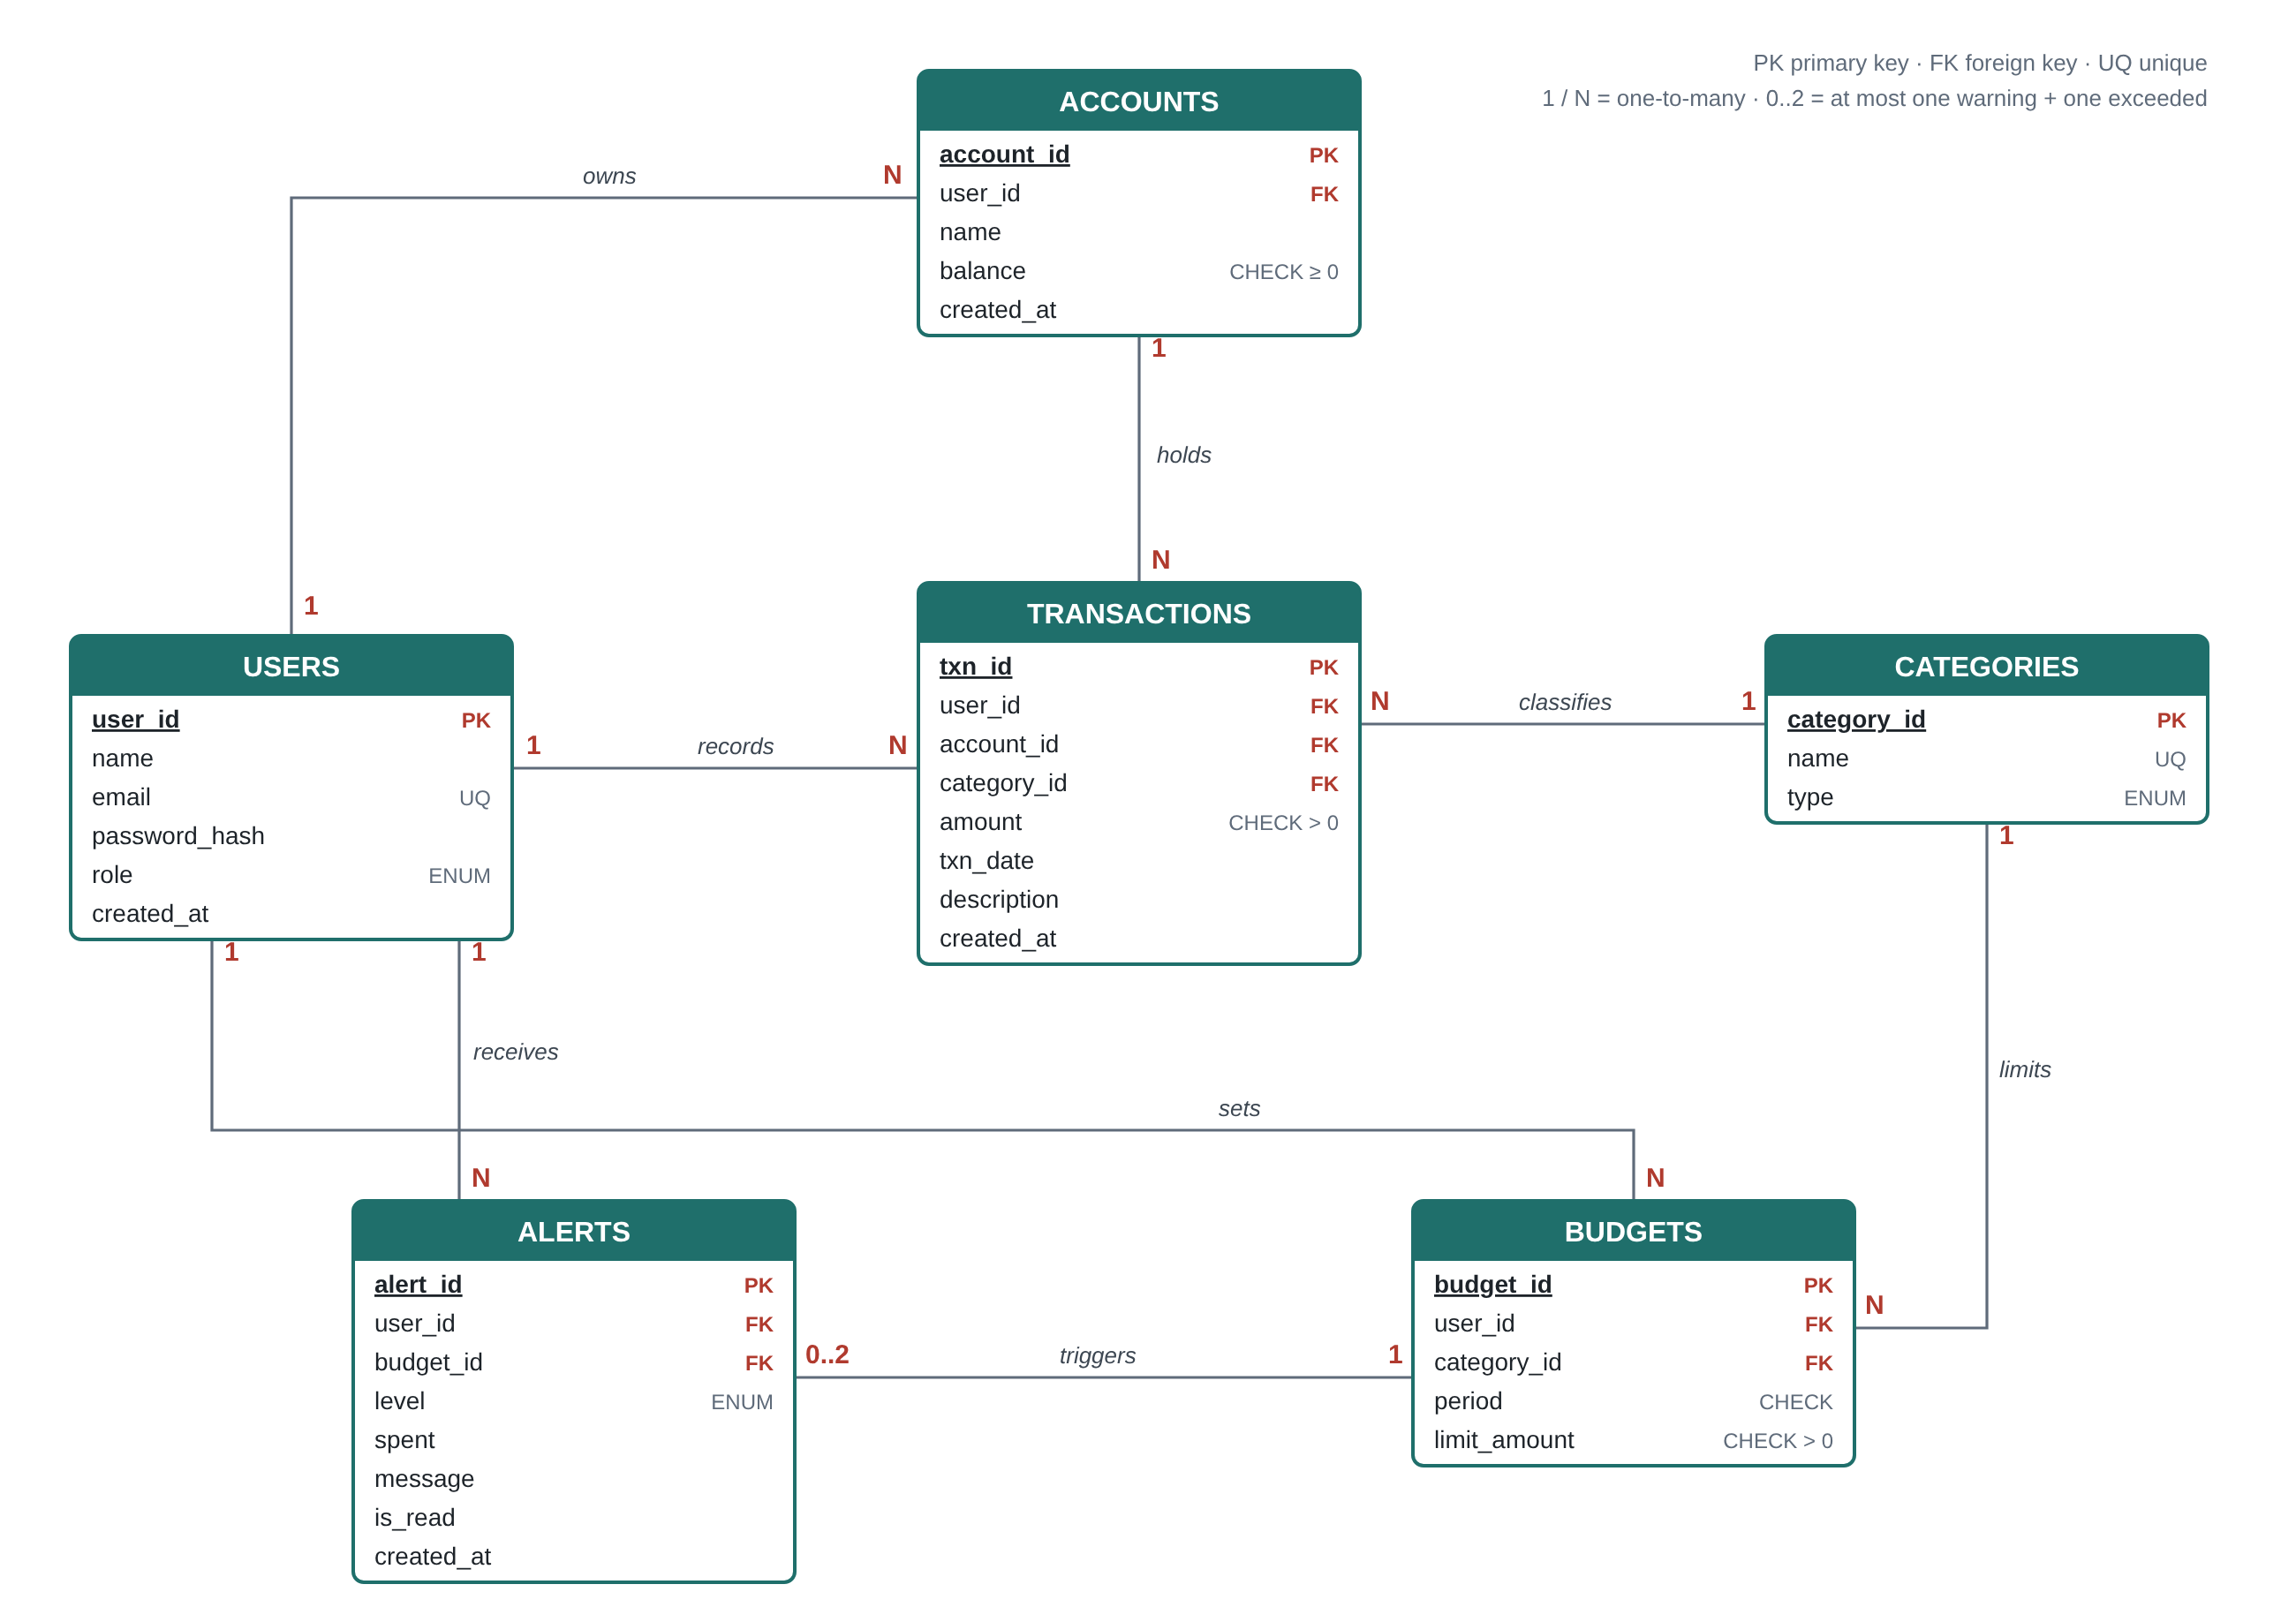 PK primary key · FK foreign key · UQ unique
1 / N = one-to-many · 0..2 = at most one warning + one exceeded
ACCOUNTS
account_id PK
user_id FK
name
balance CHECK ≥ 0
created_at
owns
N
1
1
holds
N
USERS
user_id PK
name
email UQ
password_hash
role ENUM
created_at
1
records
N
TRANSACTIONS
txn_id PK
user_id FK
account_id FK
category_id FK
amount CHECK > 0
txn_date
description
created_at
N
classifies
1
CATEGORIES
category_id PK
name UQ
type ENUM
1
1
1
receives
limits
sets
N
N
N
ALERTS
alert_id PK
user_id FK
budget_id FK
level ENUM
spent
message
is_read
created_at
0..2
triggers
1
BUDGETS
budget_id PK
user_id FK
category_id FK
period CHECK
limit_amount CHECK > 0